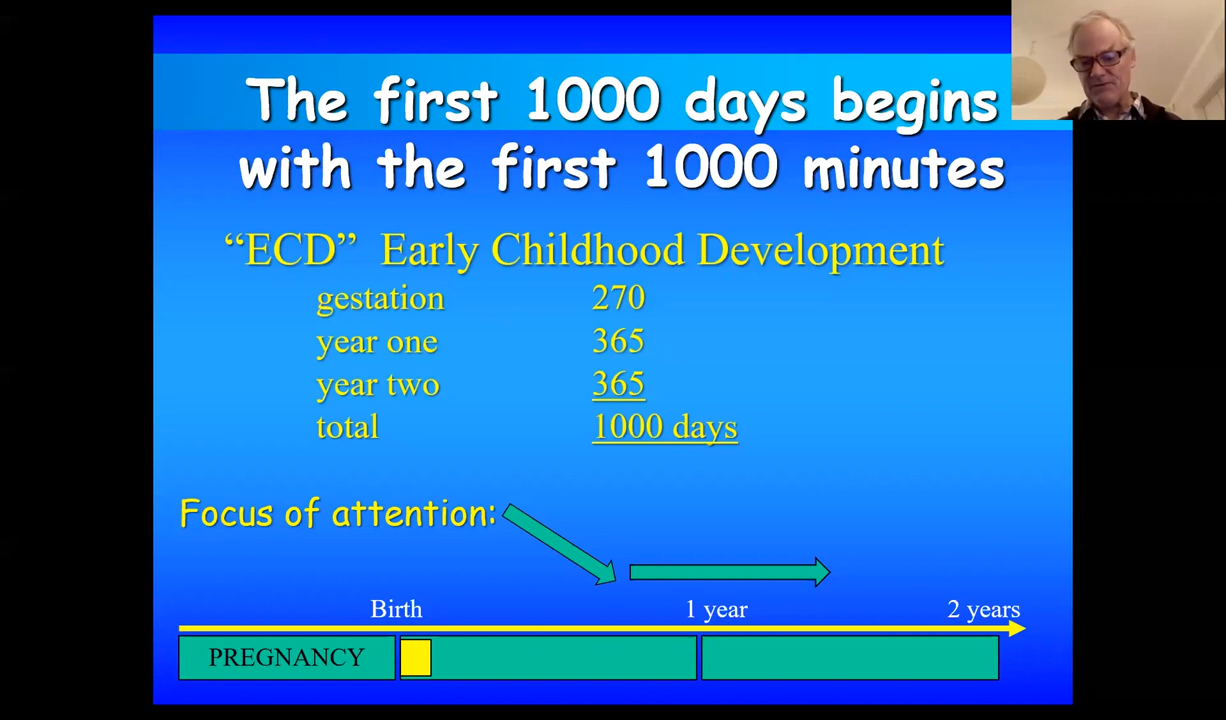 The first 1000 days begins
with the first 1000 minutes
“ECD” Early Childhood Development
gestation 270
year one 365
year two 365
total 1000 days
Focus of attention:
Birth 1 year 2 years
PREGNANCY